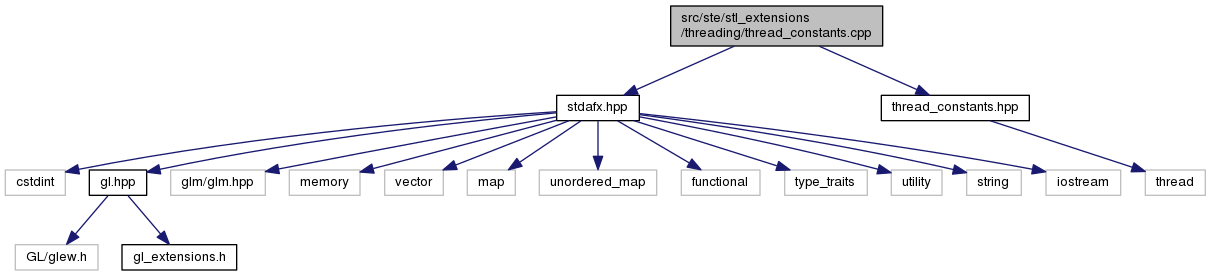 src/ste/stl_extensions
/threading/thread_constants.cpp
stdafx.hpp
thread_constants.hpp
cstdint
gl.hpp
glm/glm.hpp
memory
vector
map
unordered_map
functional
type_traits
utility
string
iostream
thread
GL/glew.h
gl_extensions.h